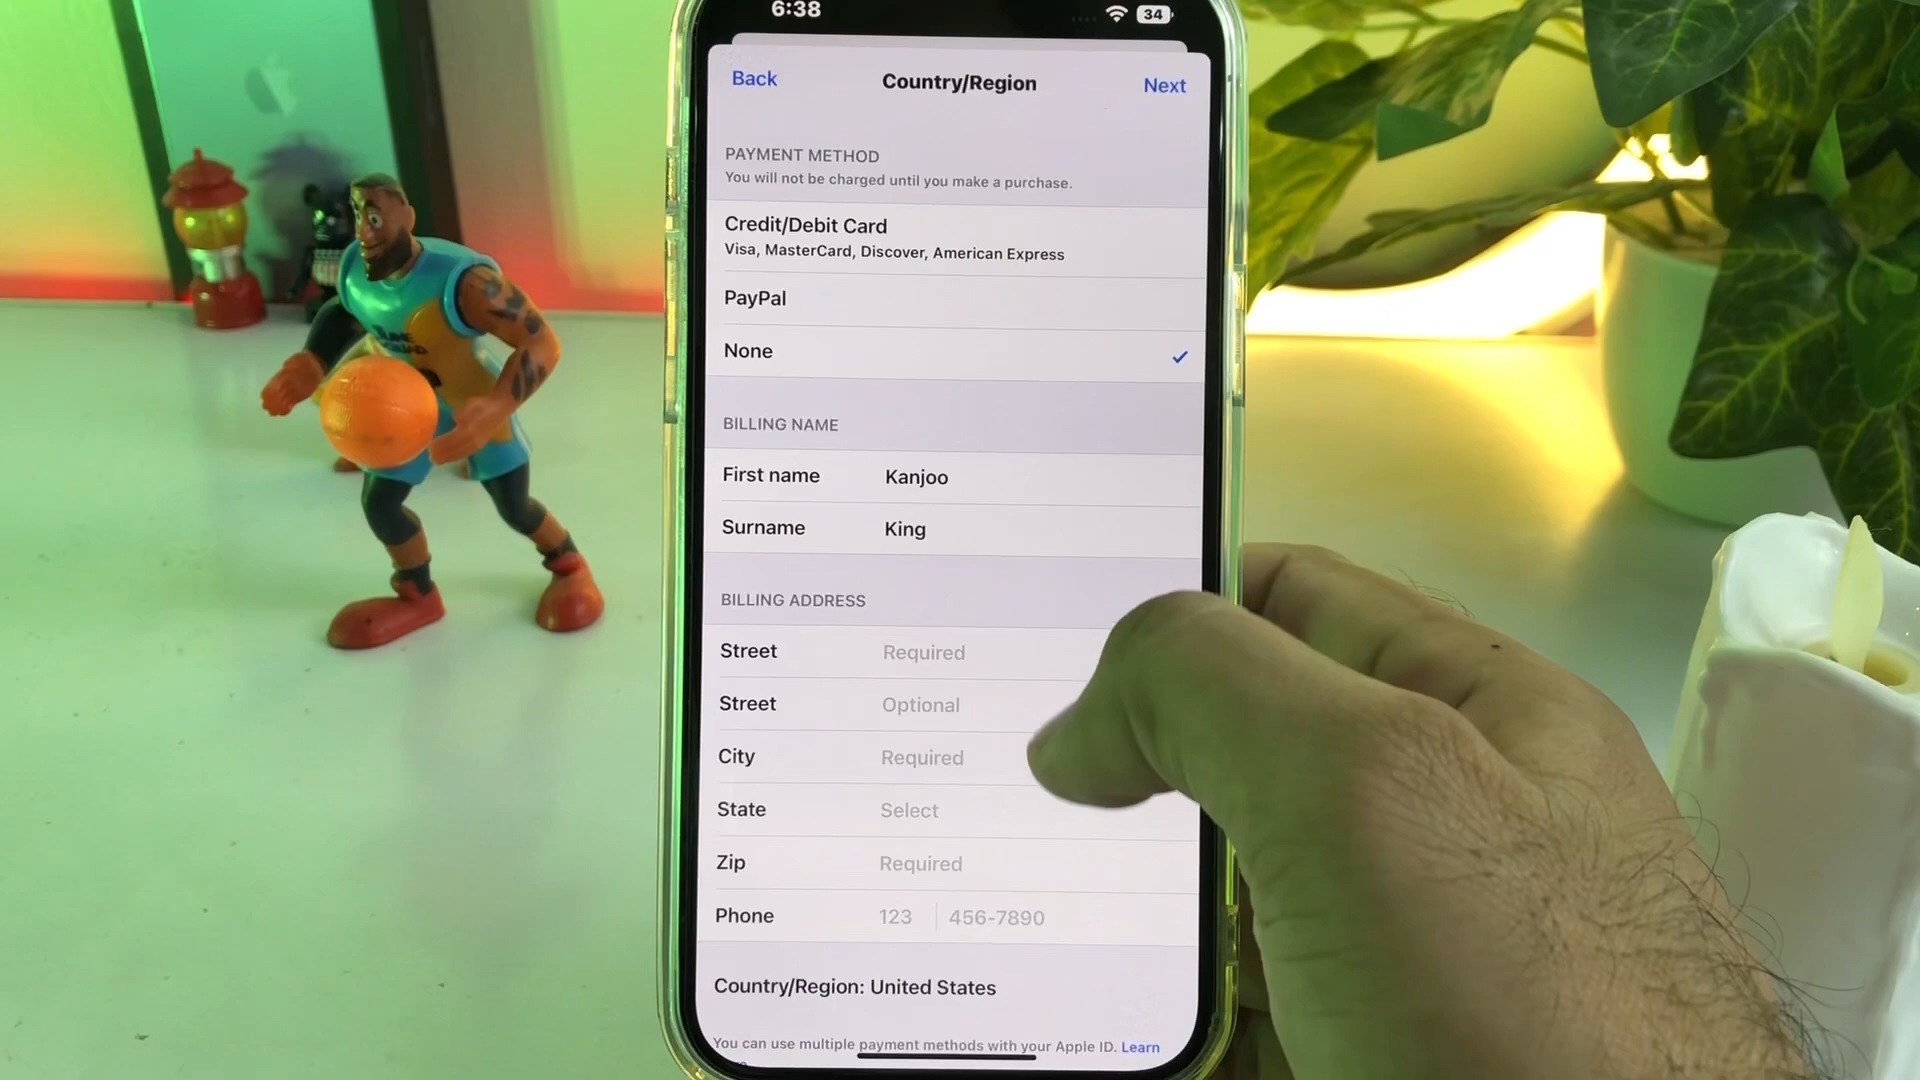 6:38
34
Back
Country/Region
Next
PAYMENT METHOD
You will not be charged until you make a purchase.
Credit/Debit Card
Visa, MasterCard, Discover, American Express
PayPal
None
BILLING NAME
First name Kanjoo
Surname King
BILLING ADDRESS
Street Required
Street Optional
City Required
State Select
Zip Required
Phone 123 456-7890
Country/Region: United States
You can use multiple payment methods with your Apple ID. Learn